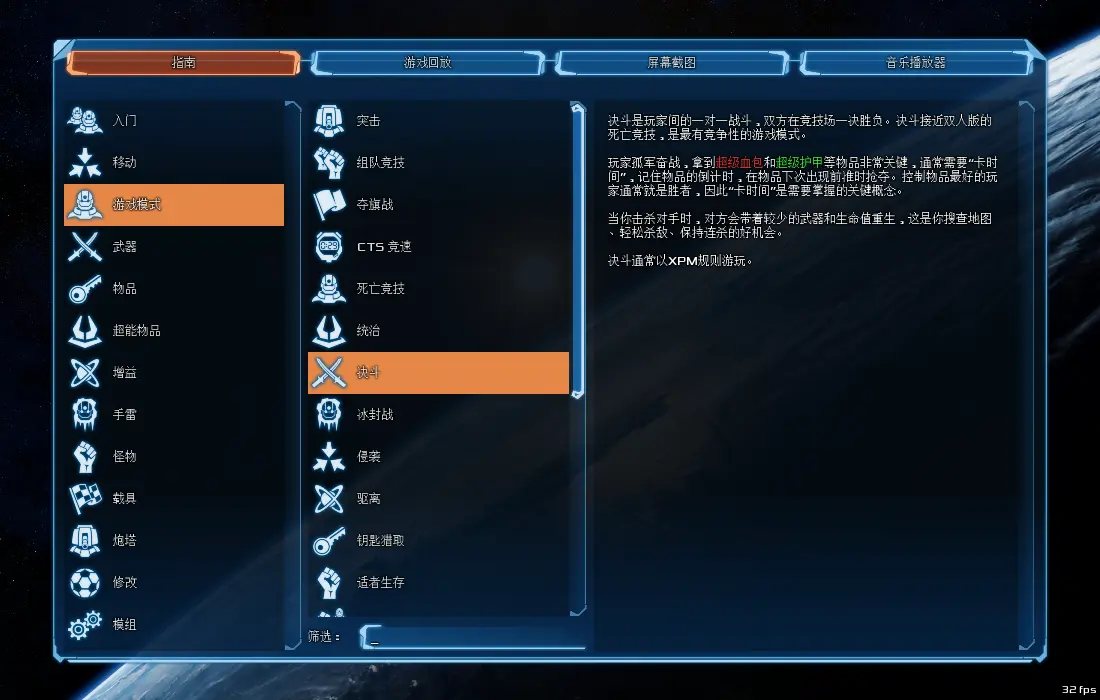 指南
游戏回放
屏幕截图
音乐播放器
入门
移动
游戏模式
武器
物品
超能物品
增益
手雷
怪物
载具
炮塔
修改
模组
突击
组队竞技
夺旗战
CTS 竞速
死亡竞技
统治
决斗
冰封战
侵袭
驱离
钥匙猎取
适者生存
筛选：
_
决斗是玩家间的一对一战斗，双方在竞技场一决胜负。决斗接近双人版的
死亡竞技，是最有竞争性的游戏模式。
玩家孤军奋战，拿到超级血包和超级护甲等物品非常关键，通常需要“卡时
间”，记住物品的倒计时，在物品下次出现前准时抢夺。控制物品最好的玩
家通常就是胜者，因此“卡时间”是需要掌握的关键概念。
当你击杀对手时，对方会带着较少的武器和生命值重生，这是你搜查地图
、轻松杀敌、保持连杀的好机会。
决斗通常以XPM规则游玩。
32 fps